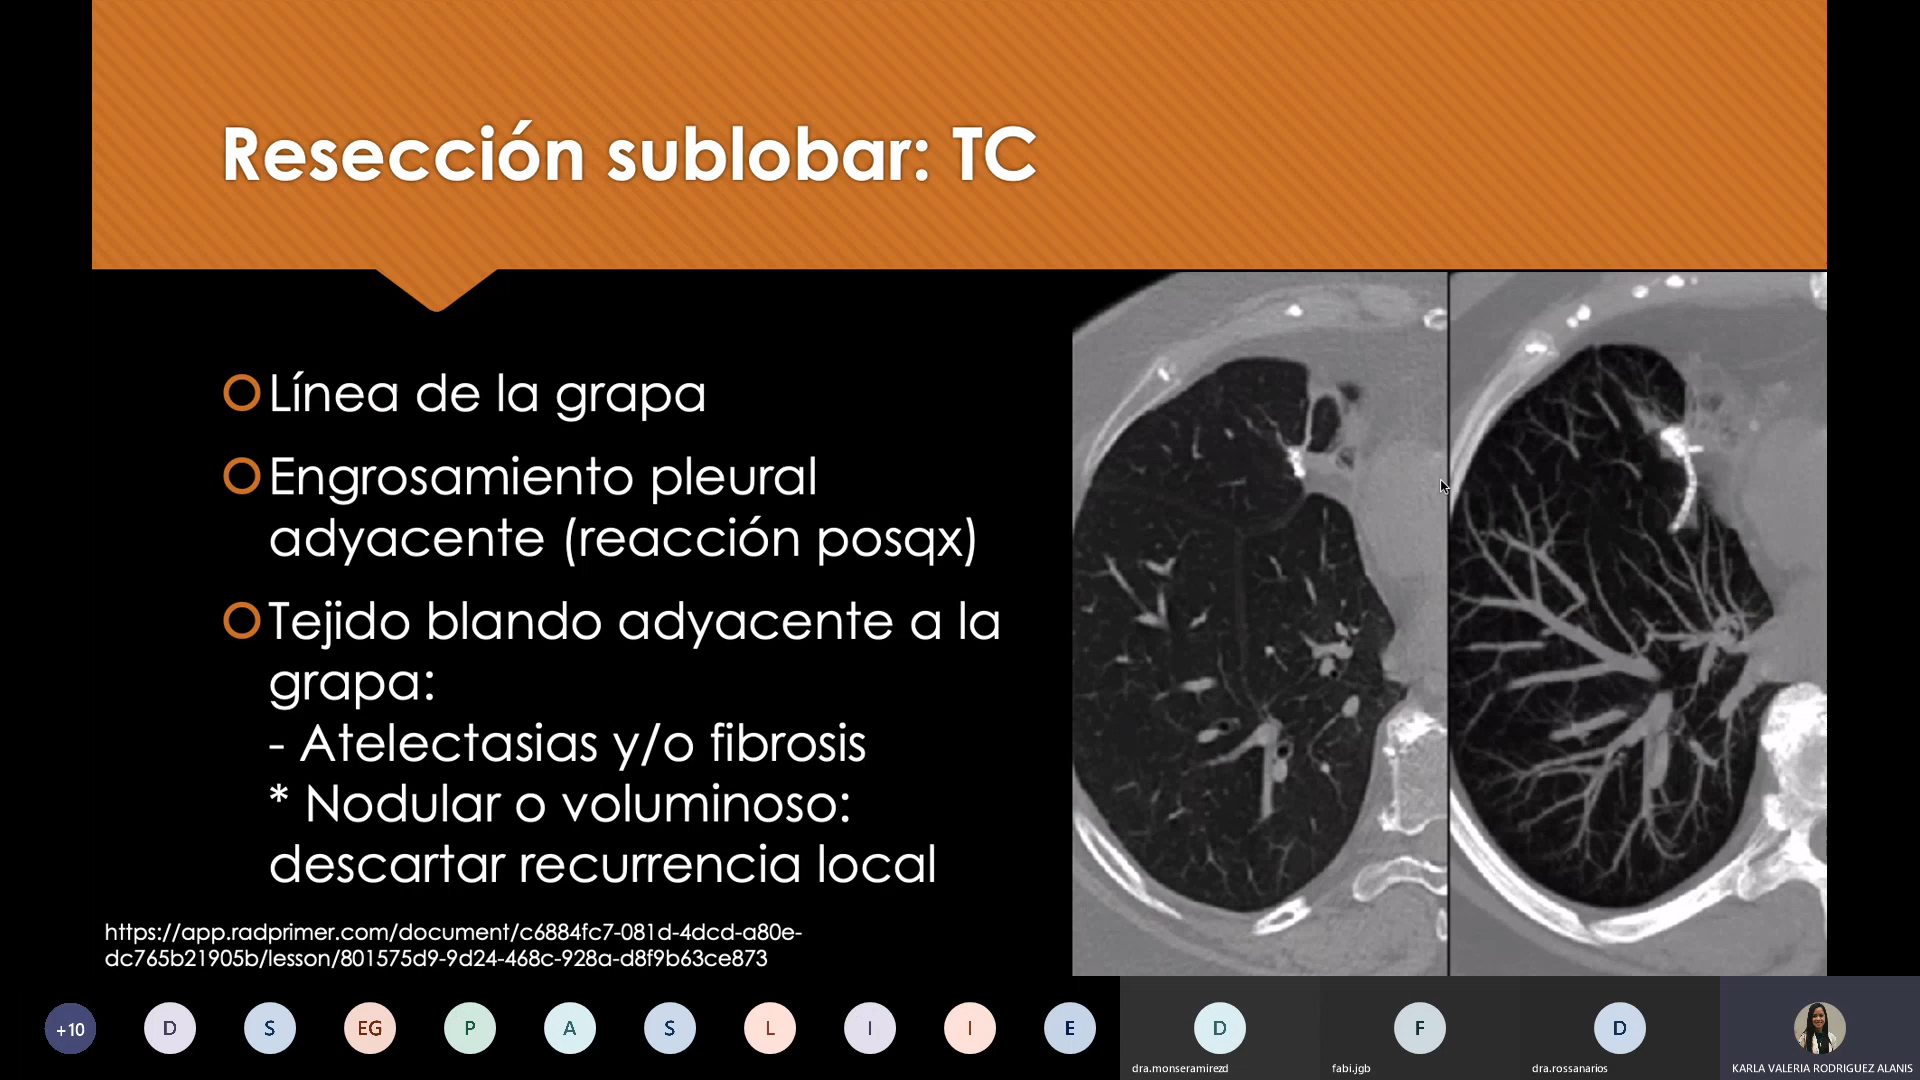 Resección sublobar: TC
Línea de la grapa
Engrosamiento pleural
adyacente (reacción posqx)
Tejido blando adyacente a la
grapa:
- Atelectasias y/o fibrosis
* Nodular o voluminoso:
descartar recurrencia local
https://app.radprimer.com/document/c6884fc7-081d-4dcd-a80e-
dc765b21905b/lesson/801575d9-9d24-468c-928a-d8f9b63ce873
+10 D S EG P A S L I I E D F D
dra.monseramirezd fabi.jgb dra.rossanarios KARLA VALERIA RODRIGUEZ ALANIS